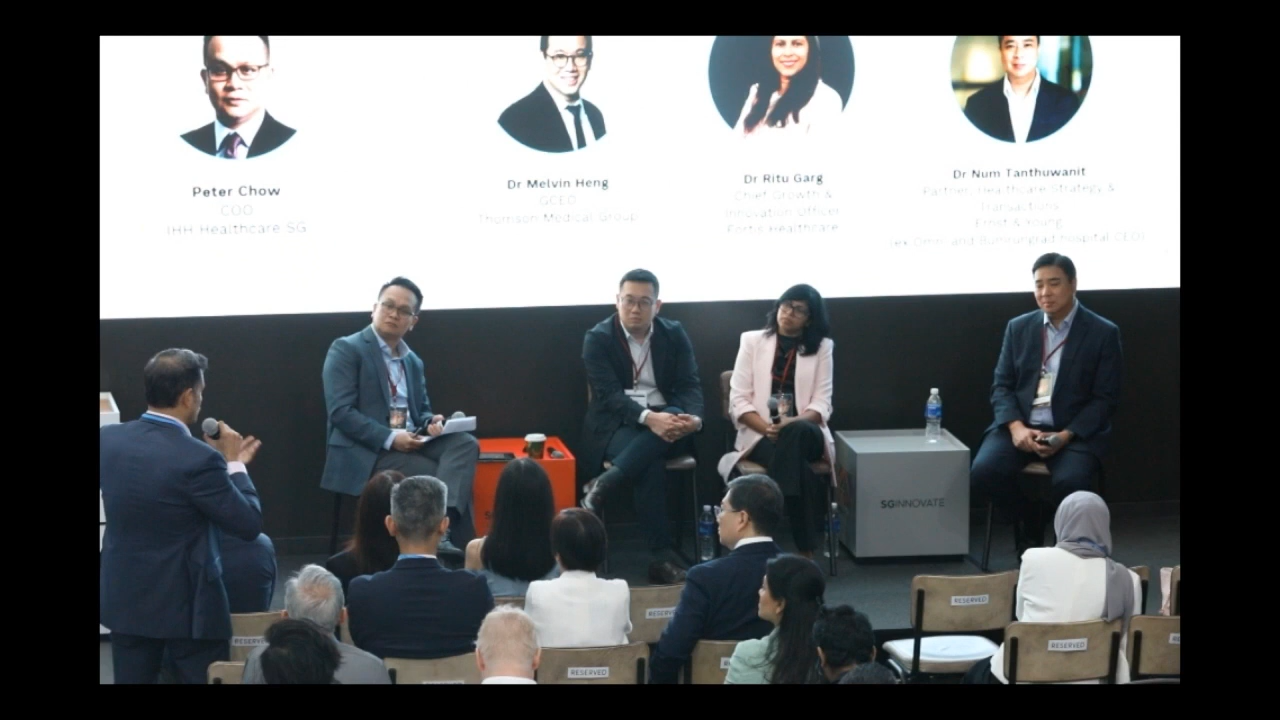 Peter Chow
COO
IHH Healthcare SG
Dr Melvin Heng
GCEO
Thomson Medical Group
Dr Ritu Garg
Chief Growth &
Innovation Officer
Fortis Healthcare
Dr Num Tanthuwanit
Partner, Healthcare Strategy &
Transactions
Ernst & Young
(ex Omni and Bumrungrad Hospital CEO)
SGINNOVATE
RESERVED
RESERVED
RESERVED
RESERVED
RESERVED